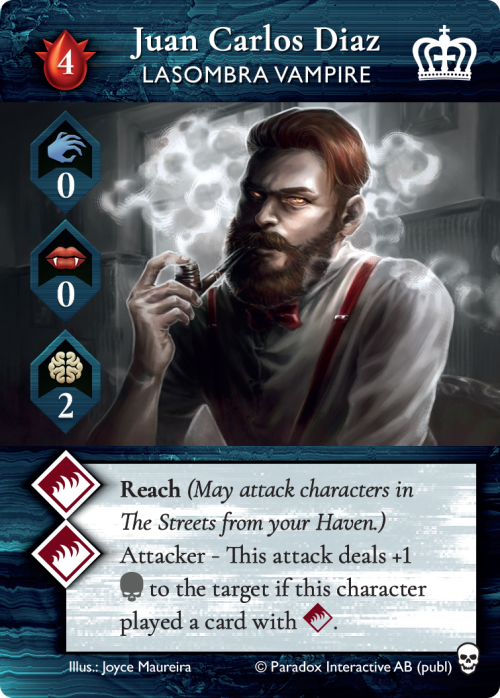 4
Juan Carlos Diaz
LASOMBRA VAMPIRE
0
0
2
Reach (May attack characters in
The Streets from your Haven.)
Attacker - This attack deals +1
to the target if this character
played a card with .
Illus.: Joyce Maureira
© Paradox Interactive AB (publ)